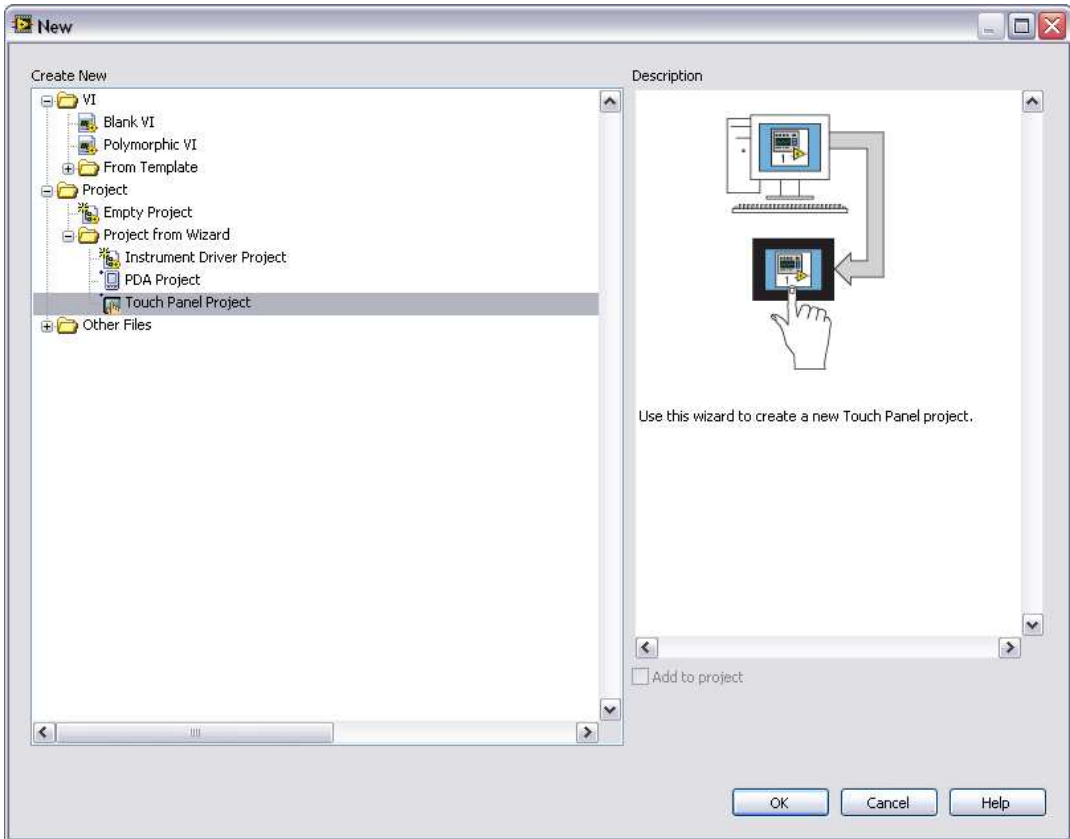 New
Create New
VI
Blank VI
Polymorphic VI
From Template
Project
Empty Project
Project from Wizard
Instrument Driver Project
PDA Project
Touch Panel Project
Other Files
Description
1
1
Use this wizard to create a new Touch Panel project.
Add to project
OK
Cancel
Help